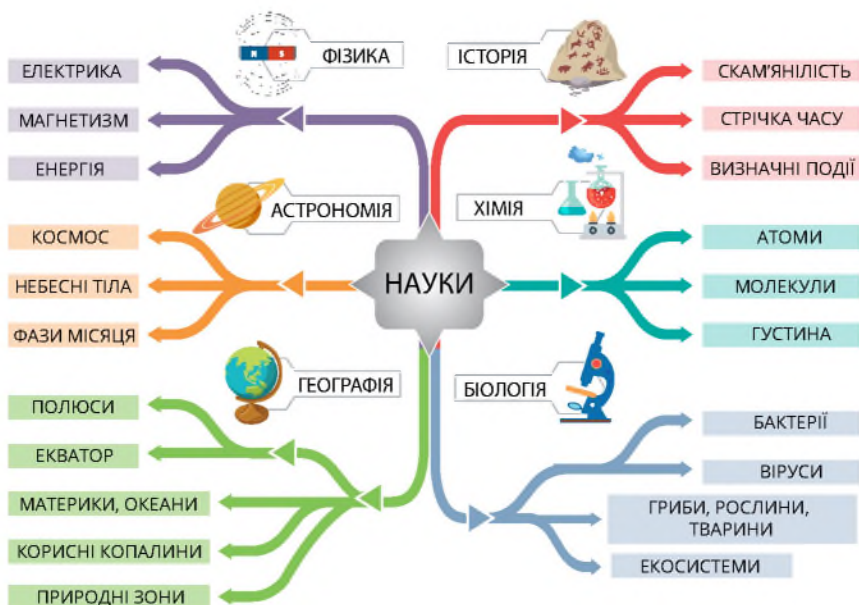 ФІЗИКА
ЕЛЕКТРИКА
МАГНЕТИЗМ
ЕНЕРГІЯ
N S
АСТРОНОМІЯ
КОСМОС
НЕБЕСНІ ТІЛА
ФАЗИ МІСЯЦЯ
ГЕОГРАФІЯ
ПОЛЮСИ
ЕКВАТОР
МАТЕРИКИ, ОКЕАНИ
КОРИСНІ КОПАЛИНИ
ПРИРОДНІ ЗОНИ
НАУКИ
ІСТОРІЯ
СКАМ'ЯНІЛІСТЬ
СТРІЧКА ЧАСУ
ВИЗНАЧНІ ПОДІЇ
ХІМІЯ
АТОМИ
МОЛЕКУЛИ
ГУСТИНА
БІОЛОГІЯ
БАКТЕРІЇ
ВІРУСИ
ГРИБИ, РОСЛИНИ,
ТВАРИНИ
ЕКОСИСТЕМИ